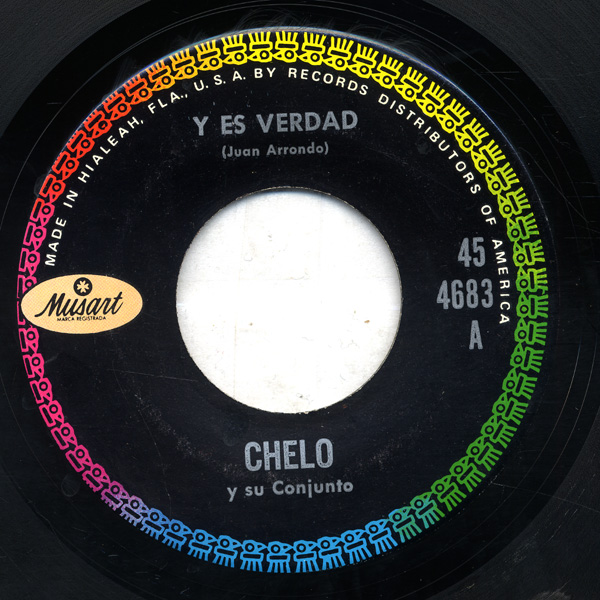 MADE IN HIALEAH, FLA., U.S.A. BY RECORDS DISTRIBUTORS OF AMERICA
Y ES VERDAD
(Juan Arrondo)
45
4683
A
Musart
MARCA REGISTRADA
CHELO
y su Conjunto